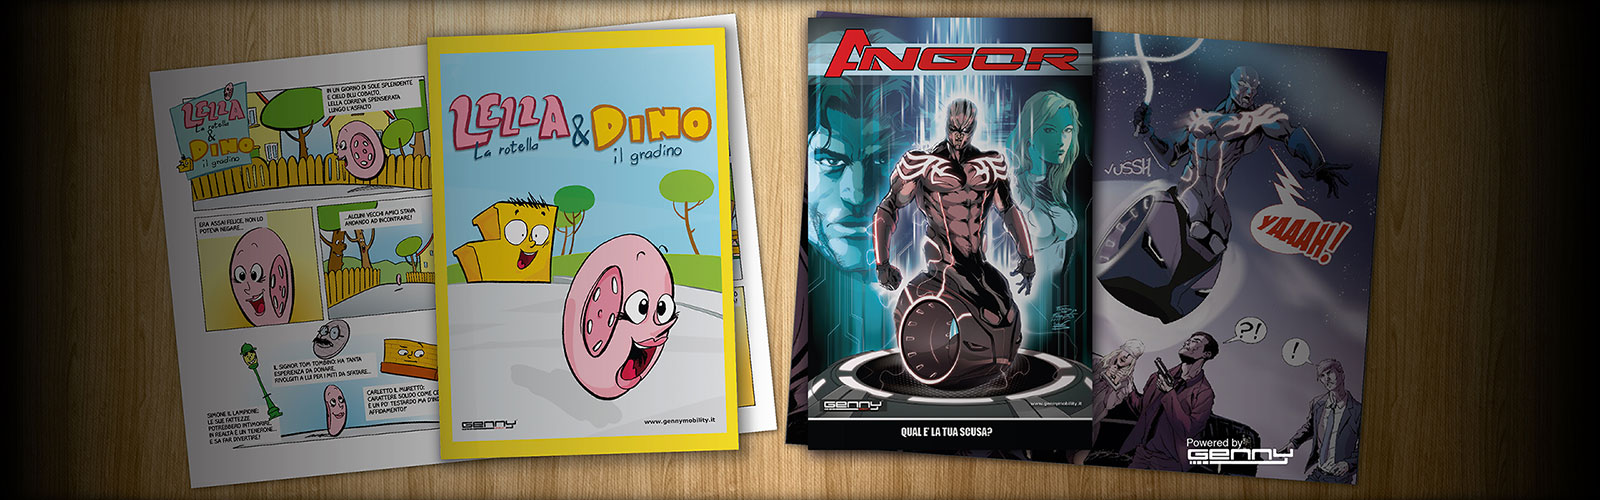 LELLA
La rotella
&
DINO
il gradino
IN UN GIORNO DI SOLE SPLENDENTE
E CIELO BLU COBALTO,
LELLA CORREVA SPENSIERATA
LUNGO L'ASFALTO
ERA ASSAI FELICE, NON LO
POTEVA NEGARE...
...ALCUNI VECCHI AMICI STAVA
ANDANDO AD INCONTRARE!
IL SIGNOR TOM TOMBINO: HA TANTA
ESPERIENZA DA DONARE,
RIVOLGITI A LUI PER I MITI DA SFATARE...
CARLETTO IL MURETTO:
CARATTERE SOLIDO COME
E UN PO' TESTARDO MA
AFFIDAMENTO!
SIMONE IL LAMPIONE:
LE SUE FATTEZZE
POTREBBERO INTIMORIRE,
IN REALTÀ È UN TENERONE...
E SA FAR DIVERTIRE!
LELLA & DINO
La rotella
il gradino
GENNY
www.gennymobility.it
ANGOR
GENNY
www.gennymobility.it
QUAL E' LA TUA SCUSA?
VUSSH
YAAAH!
?!
!
Powered by
GENNY